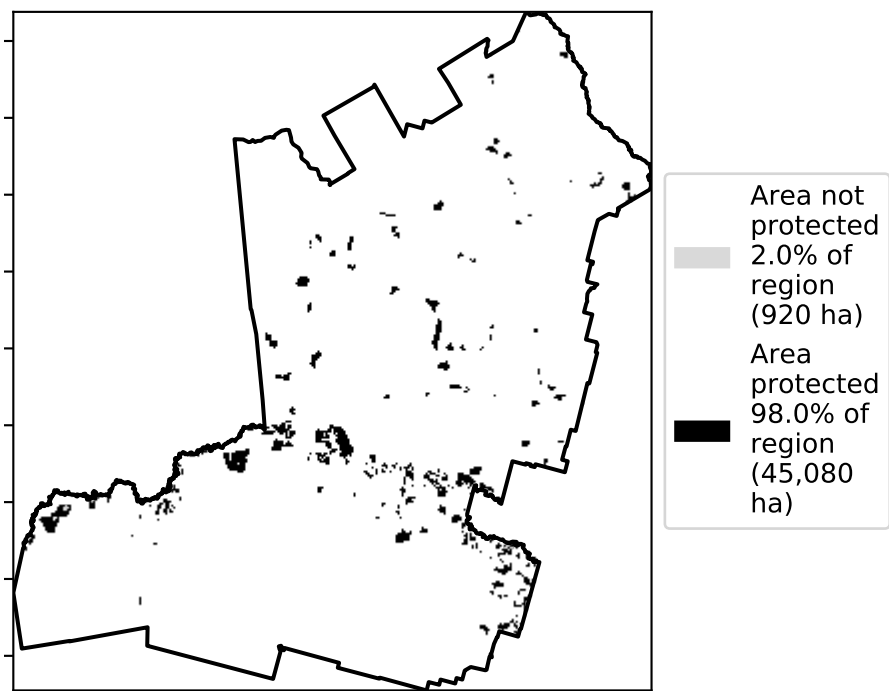 Area not
protected
2.0% of
region
(920 ha)
Area
protected
98.0% of
region
(45,080
ha)